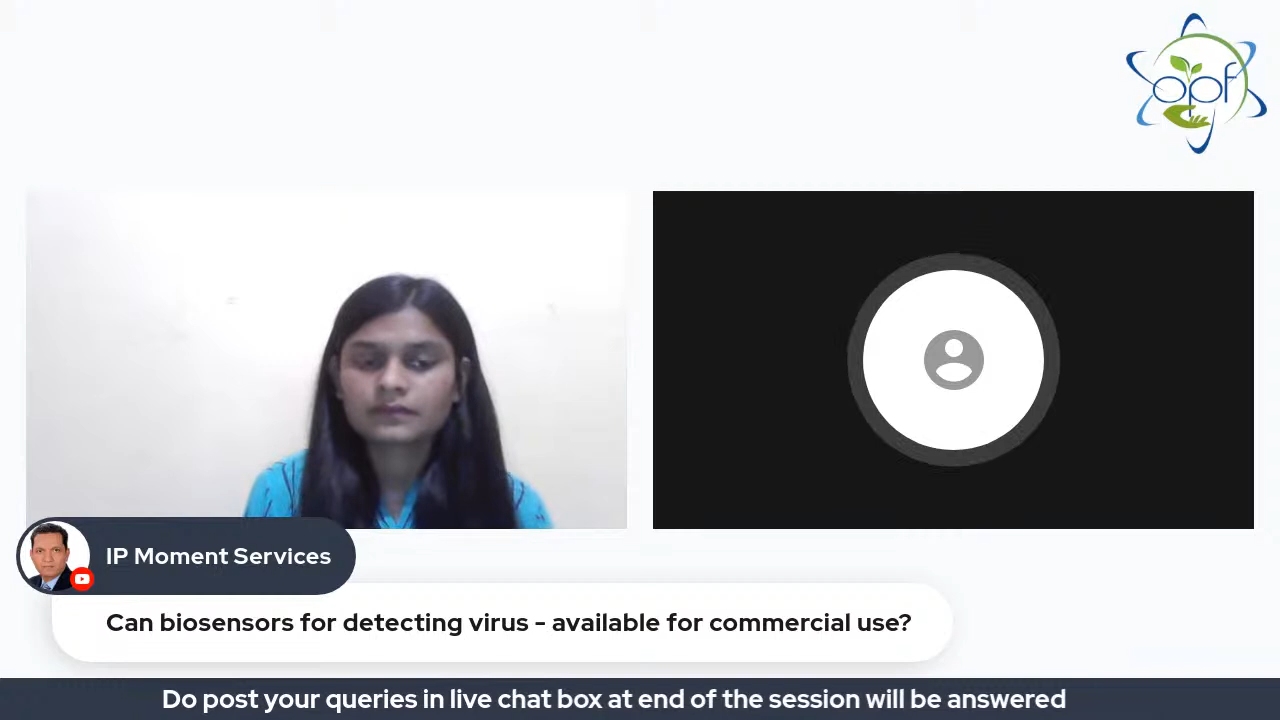 opf
IP Moment Services
Can biosensors for detecting virus - available for commercial use?
Do post your queries in live chat box at end of the session will be answered